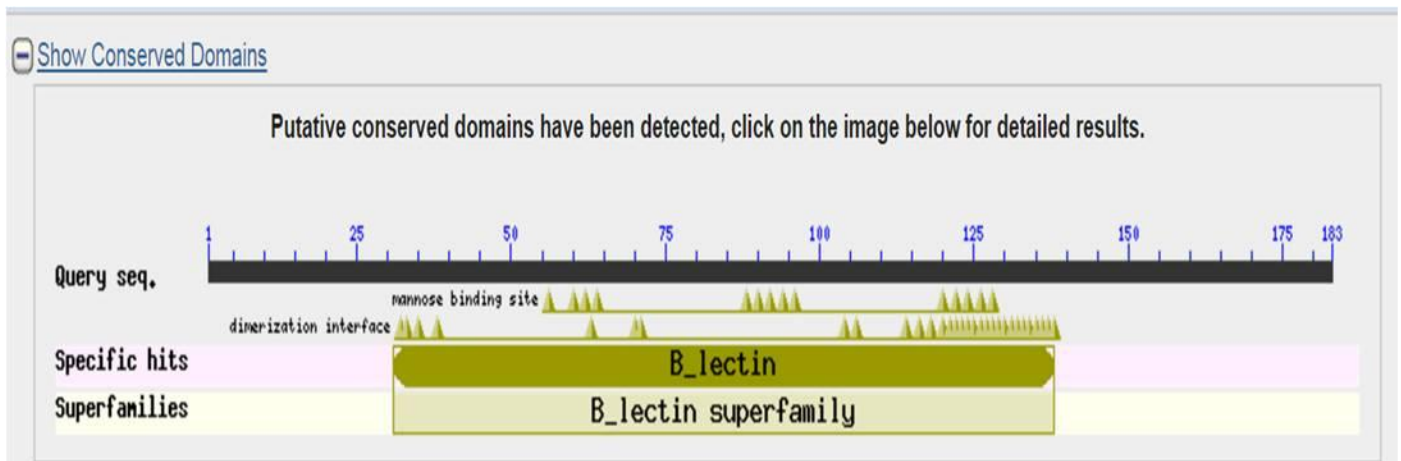 Show Conserved Domains
Putative conserved domains have been detected, click on the image below for detailed results.
1 25 50 75 100 125 150 175 183
Query seq.
mannose binding site
dimerization interface
Specific hits B_lectin
Superfamilies B_lectin superfamily